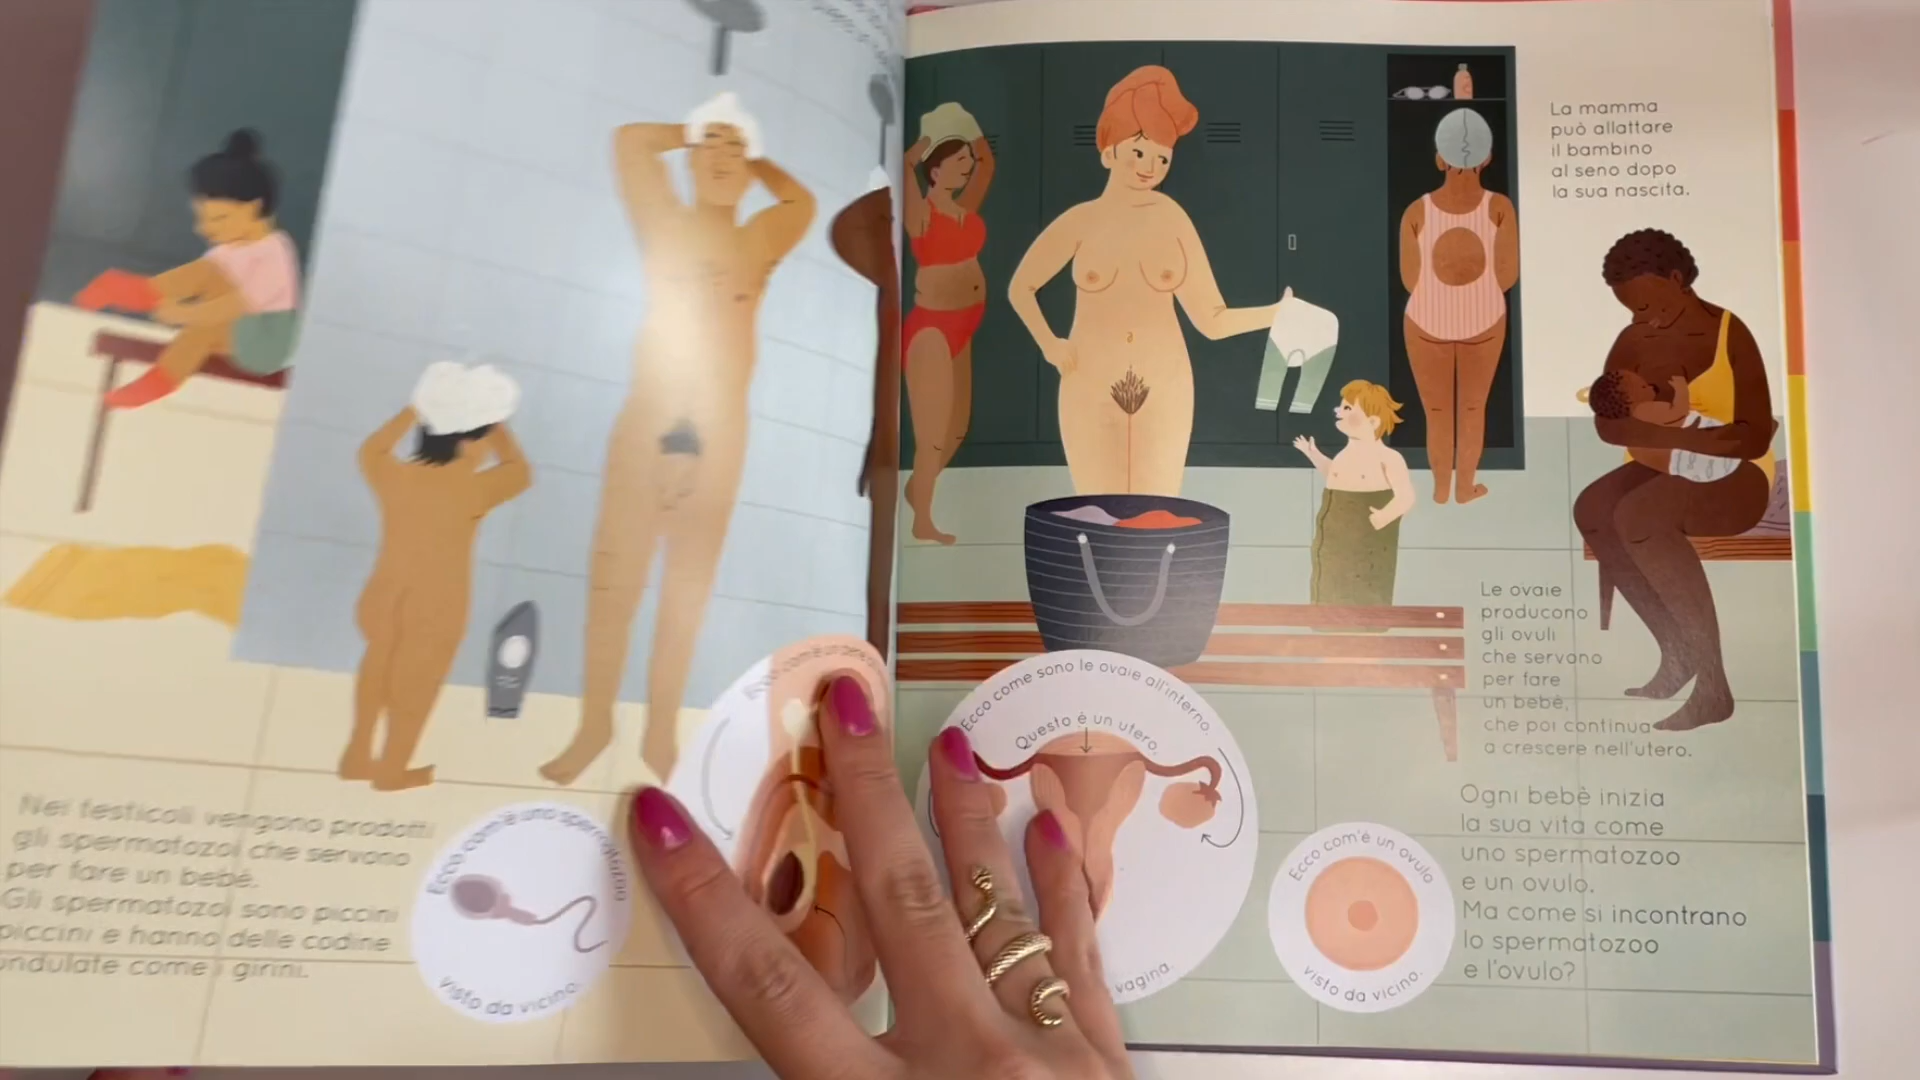 Nei testicoli vengono prodotti
gli spermatozoi che servono
per fare un bebè.
Gli spermatozoi sono piccini
piccini e hanno delle codine
ondulate come i girini.
Ecco com'è uno spermatozoo
visto da vicino.
Ecco com'è un
La mamma
può allattare
il bambino
al seno dopo
la sua nascita.
Le ovaie
producono
gli ovuli
che servono
per fare
un bebè,
che poi continua
a crescere nell'utero.
Ecco come sono le ovaie all'interno.
Questo è un utero.
vagina.
Ecco com'è un ovulo
visto da vicino.
Ogni bebè inizia
la sua vita come
uno spermatozoo
e un ovulo.
Ma come si incontrano
lo spermatozoo
e l'ovulo?